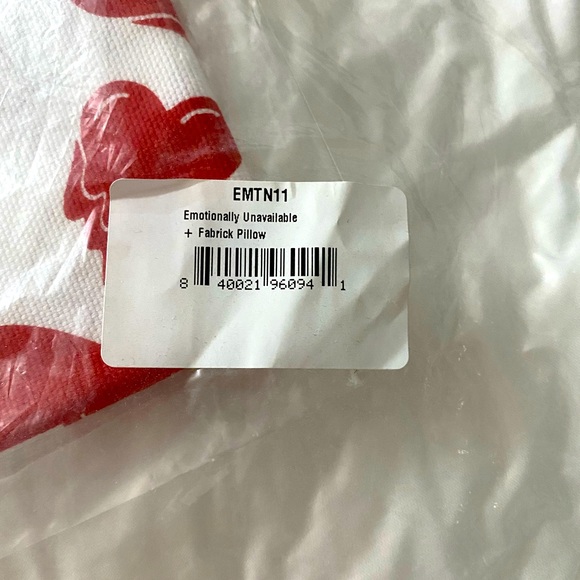 EMTN11
Emotionally Unavailable
+ Fabrick Pillow
8 40021 96094 1